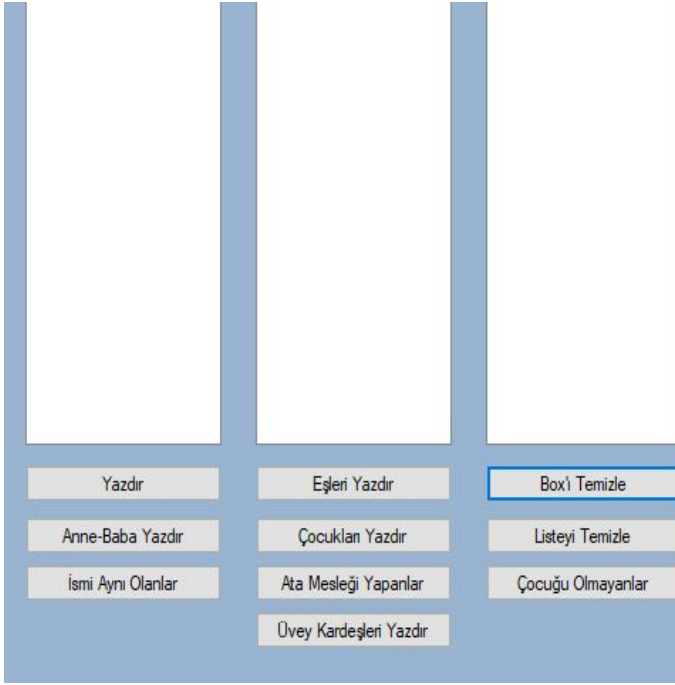 Yazdır
Eşleri Yazdır
Box'ı Temizle
Anne-Baba Yazdır
Çocukları Yazdır
Listeyi Temizle
İsmi Aynı Olanlar
Ata Mesleği Yapanlar
Çocuğu Olmayanlar
Üvey Kardeşleri Yazdır